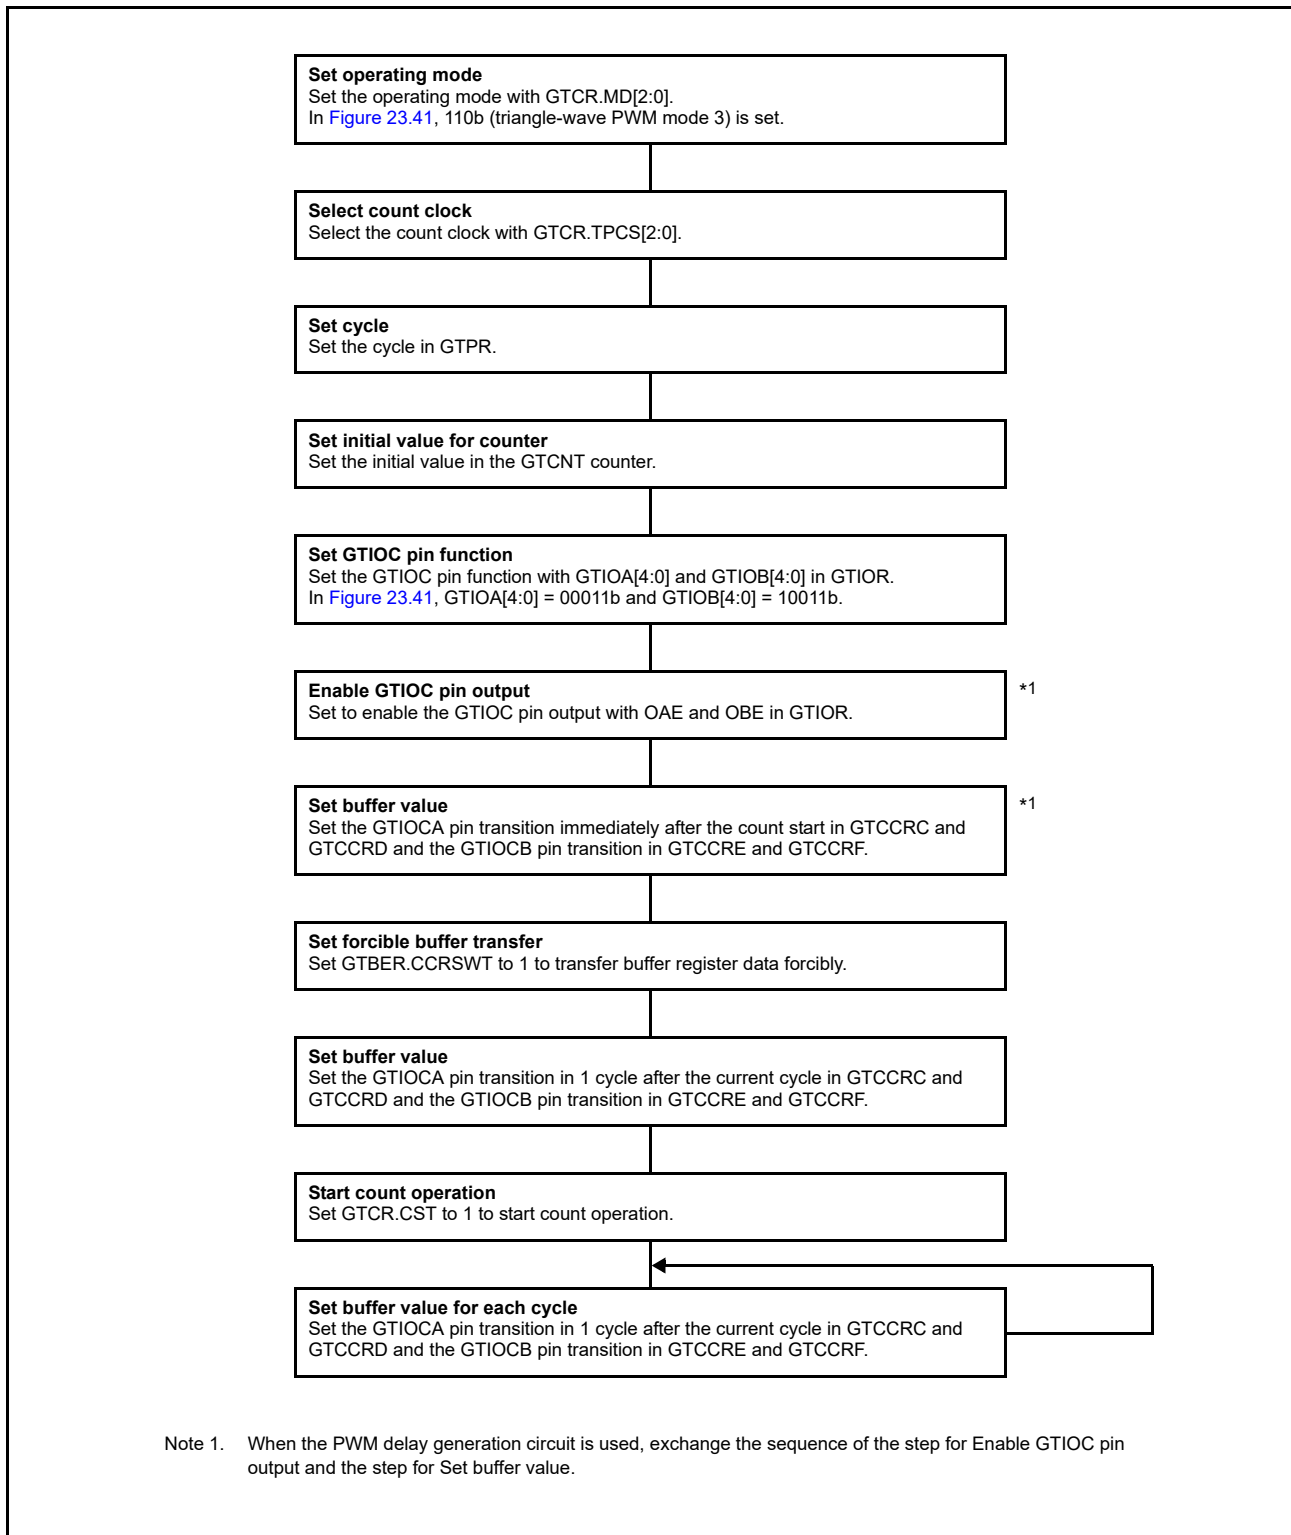 Set operating mode
Set the operating mode with GTCR.MD[2:0].
In Figure 23.41, 110b (triangle-wave PWM mode 3) is set.
Select count clock
Select the count clock with GTCR.TPCS[2:0].
Set cycle
Set the cycle in GTPR.
Set initial value for counter
Set the initial value in the GTCNT counter.
Set GTIOC pin function
Set the GTIOC pin function with GTIOA[4:0] and GTIOB[4:0] in GTIOR.
In Figure 23.41, GTIOA[4:0] = 00011b and GTIOB[4:0] = 10011b.
Enable GTIOC pin output
Set to enable the GTIOC pin output with OAE and OBE in GTIOR.
*1
Set buffer value
Set the GTIOCA pin transition immediately after the count start in GTCCRC and
GTCCRD and the GTIOCB pin transition in GTCCRE and GTCCRF.
*1
Set forcible buffer transfer
Set GTBER.CCRSWT to 1 to transfer buffer register data forcibly.
Set buffer value
Set the GTIOCA pin transition in 1 cycle after the current cycle in GTCCRC and
GTCCRD and the GTIOCB pin transition in GTCCRE and GTCCRF.
Start count operation
Set GTCR.CST to 1 to start count operation.
Set buffer value for each cycle
Set the GTIOCA pin transition in 1 cycle after the current cycle in GTCCRC and
GTCCRD and the GTIOCB pin transition in GTCCRE and GTCCRF.
Note 1. When the PWM delay generation circuit is used, exchange the sequence of the step for Enable GTIOC pin
output and the step for Set buffer value.